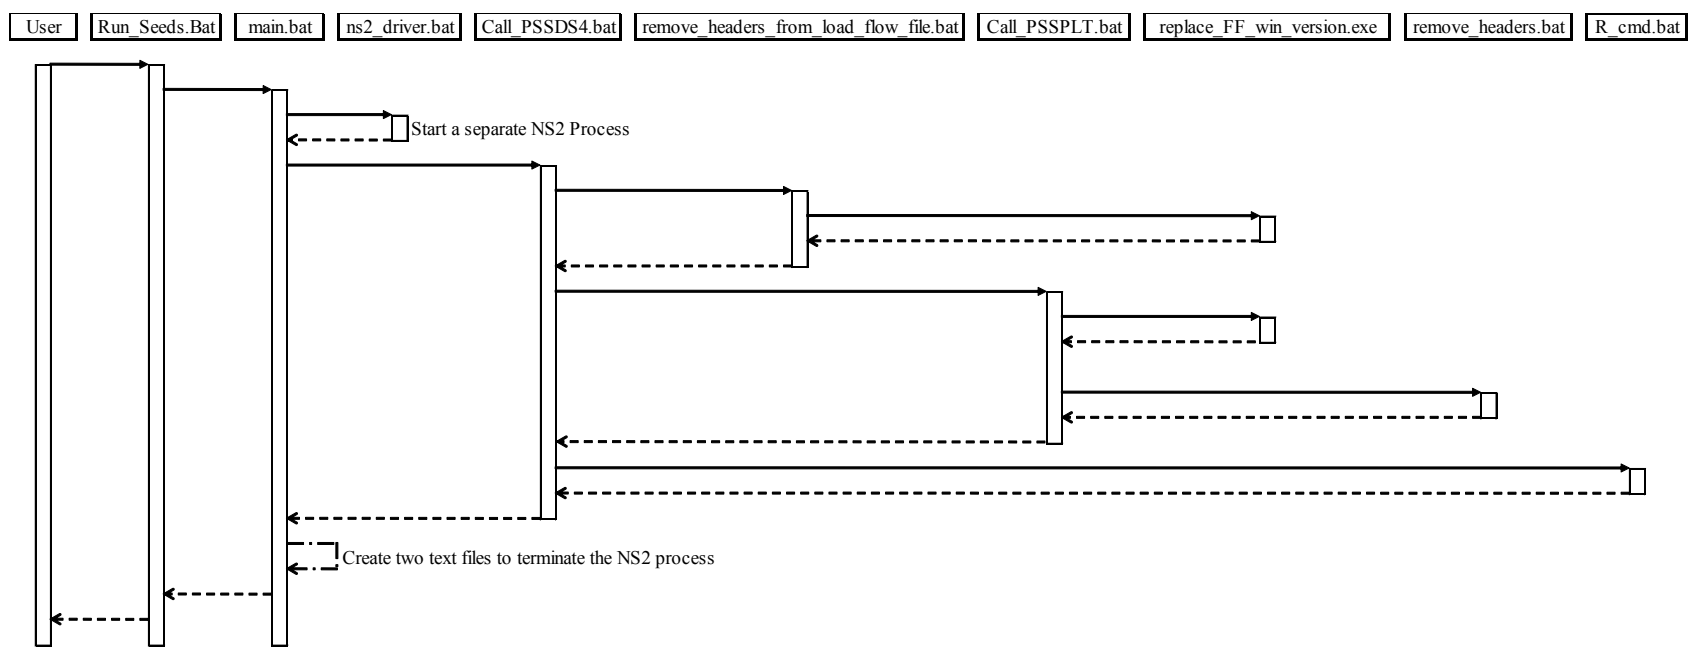 User Run_Seeds.Bat main.bat ns2_driver.bat Call_PSSDS4.bat remove_headers_from_load_flow_file.bat Call_PSSPLT.bat replace_FF_win_version.exe remove_headers.bat R_cmd.bat
Start a separate NS2 Process
Create two text files to terminate the NS2 process